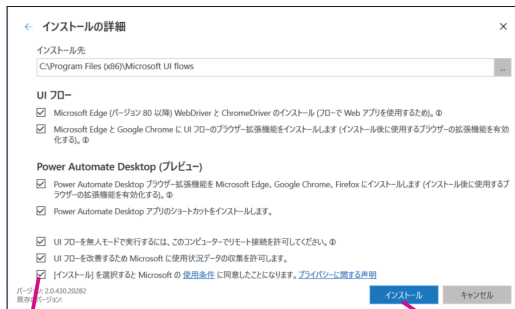 ← インストールの詳細 ×
インストール先
C:\Program Files (x86)\Microsoft UI flows ...
UI フロー
Microsoft Edge (バージョン 80 以降) WebDriver と ChromeDriver のインストール (フローで Web アプリを使用するため)。
Microsoft Edge と Google Chrome に UI フローのブラウザー拡張機能をインストールします (インストール後に使用するブラウザーの拡張機能を有効
化する)。
Power Automate Desktop (プレビュー)
Power Automate Desktop ブラウザー拡張機能を Microsoft Edge、Google Chrome、Firefox にインストールします (インストール後に使用するブ
ラウザーの拡張機能を有効化する)。
Power Automate Desktop アプリのショートカットをインストールします。
UI フローを無人モードで実行するには、このコンピューターでリモート接続を許可してください。
UI フローを改善するため Microsoft に使用状況データの収集を許可します。
[インストール] を選択すると Microsoft の 使用条件 に同意したことになります。プライバシーに関する声明
バージョン: 2.0.430.20282
既存のバージョン:
インストール キャンセル